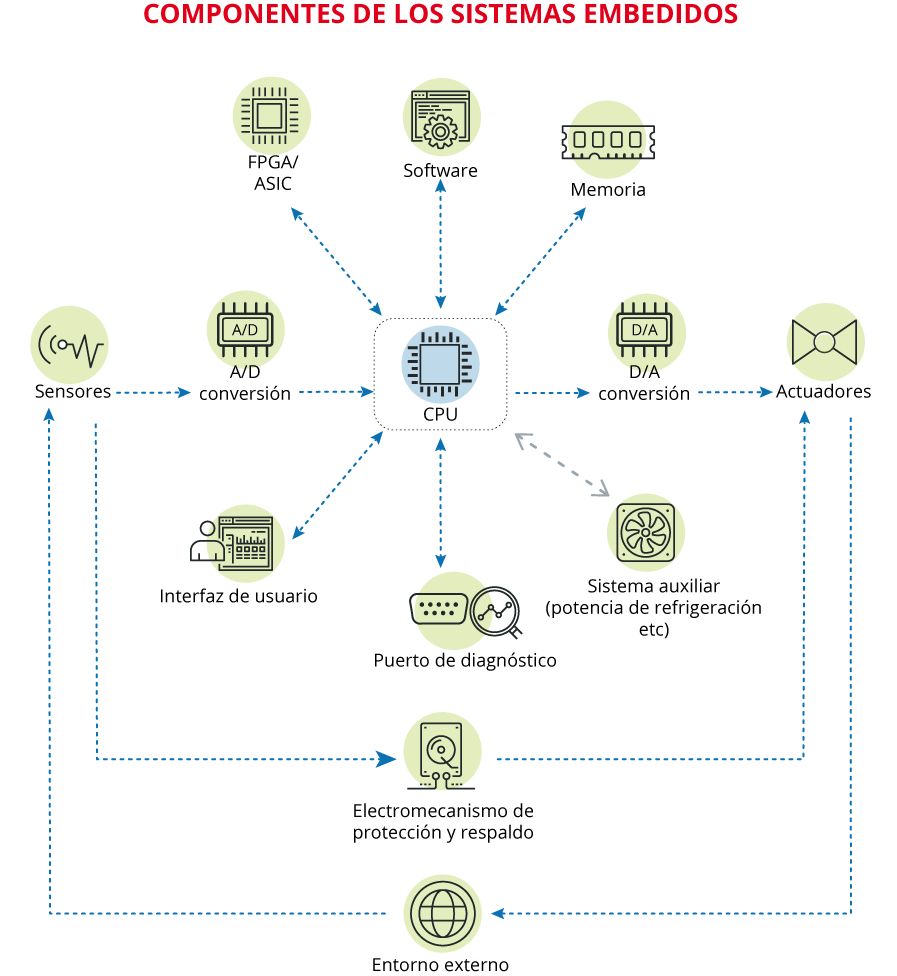 COMPONENTES DE LOS SISTEMAS EMBEDIDOS
FPGA/
ASIC
Software
Memoria
Sensores
A/D
A/D
conversión
CPU
D/A
D/A
conversión
Actuadores
Interfaz de usuario
Puerto de diagnóstico
Sistema auxiliar
(potencia de refrigeración
etc)
Electromecanismo de
protección y respaldo
Entorno externo